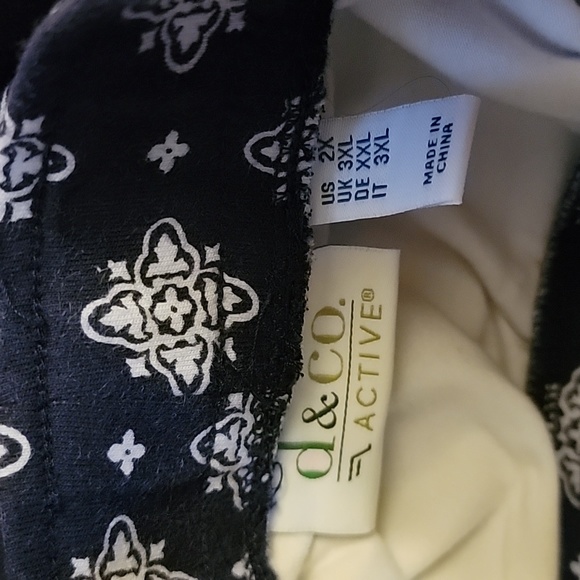 US 2X
UK 3XL
DE XXL
IT 3XL
MADE IN
CHINA
d&CO.
ACTIVE®